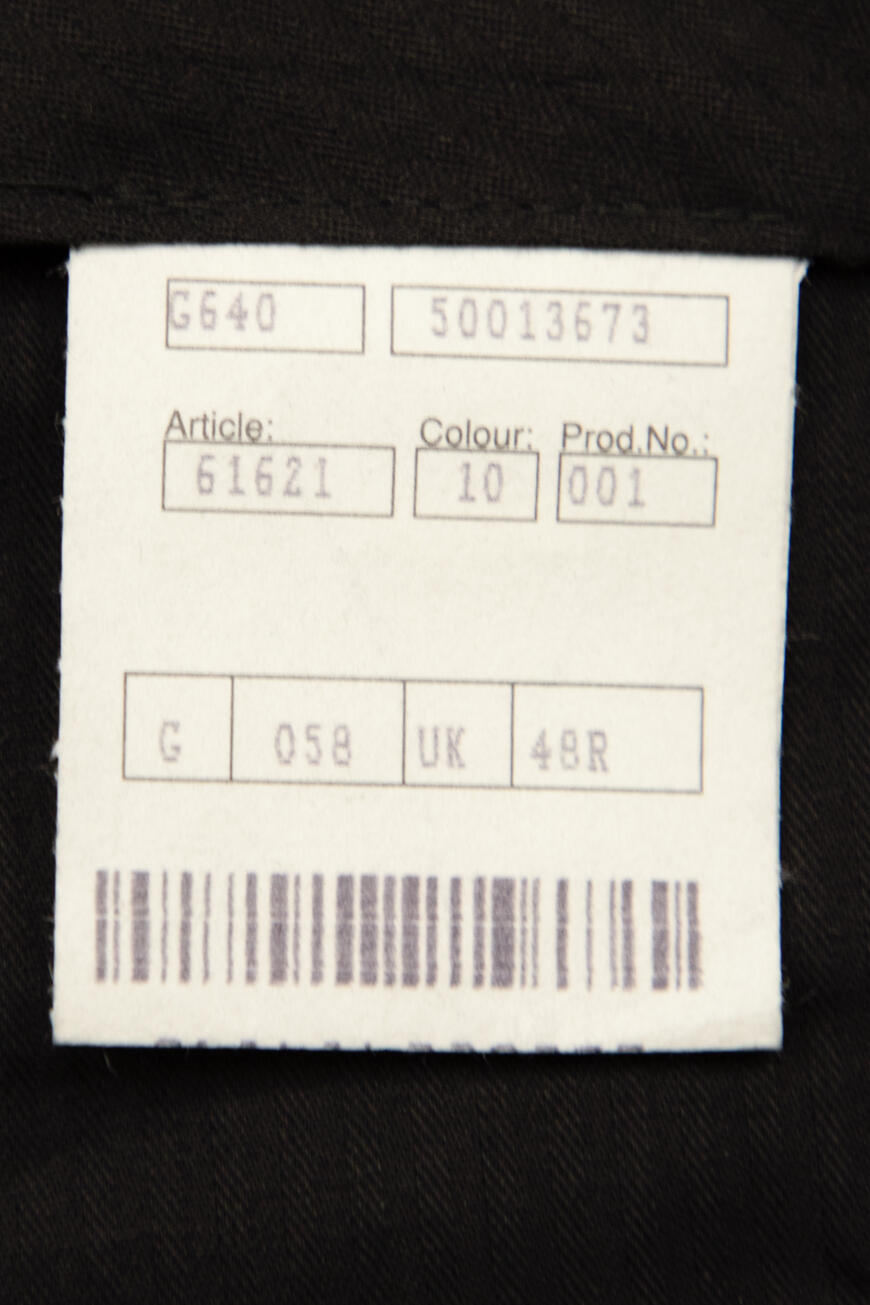 G640 50013673
Article: Colour: Prod.No.:
61621 10 001
G 058 UK 48R